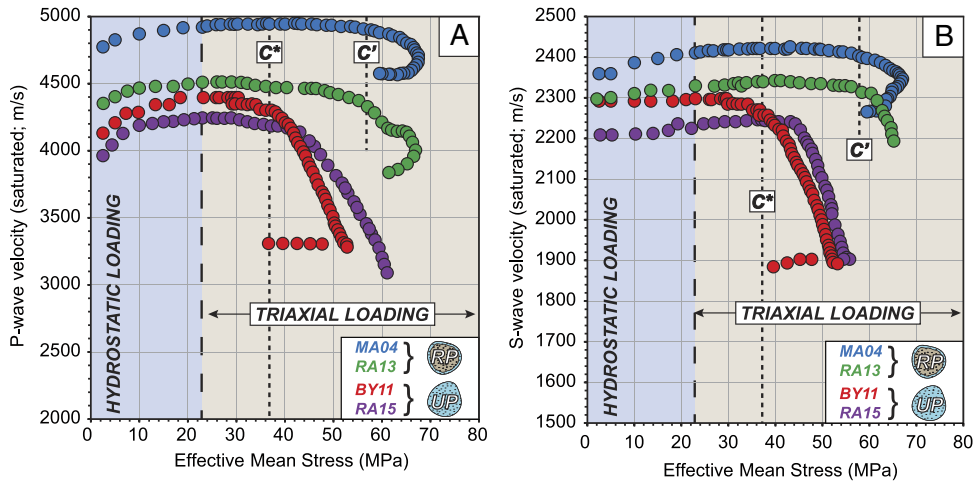 P-wave velocity (saturated; m/s)
5000
4500
4000
3500
3000
4500
2000
A
C*
C'
HYDROSTATIC LOADING
TRIAXIAL LOADING
MA04
RA13
} RP
BY11
RA15
} UP
0 10 20 30 40 50 60 70 80
Effective Mean Stress (MPa)
S-wave velocity (saturated; m/s)
2500
2400
2300
2200
2100
2000
1900
1800
1700
1600
1500
B
C'
C*
HYDROSTATIC LOADING
TRIAXIAL LOADING
MA04
RA13
} RP
BY11
RA15
} UP
0 10 20 30 40 50 60 70 80
Effective Mean Stress (MPa)